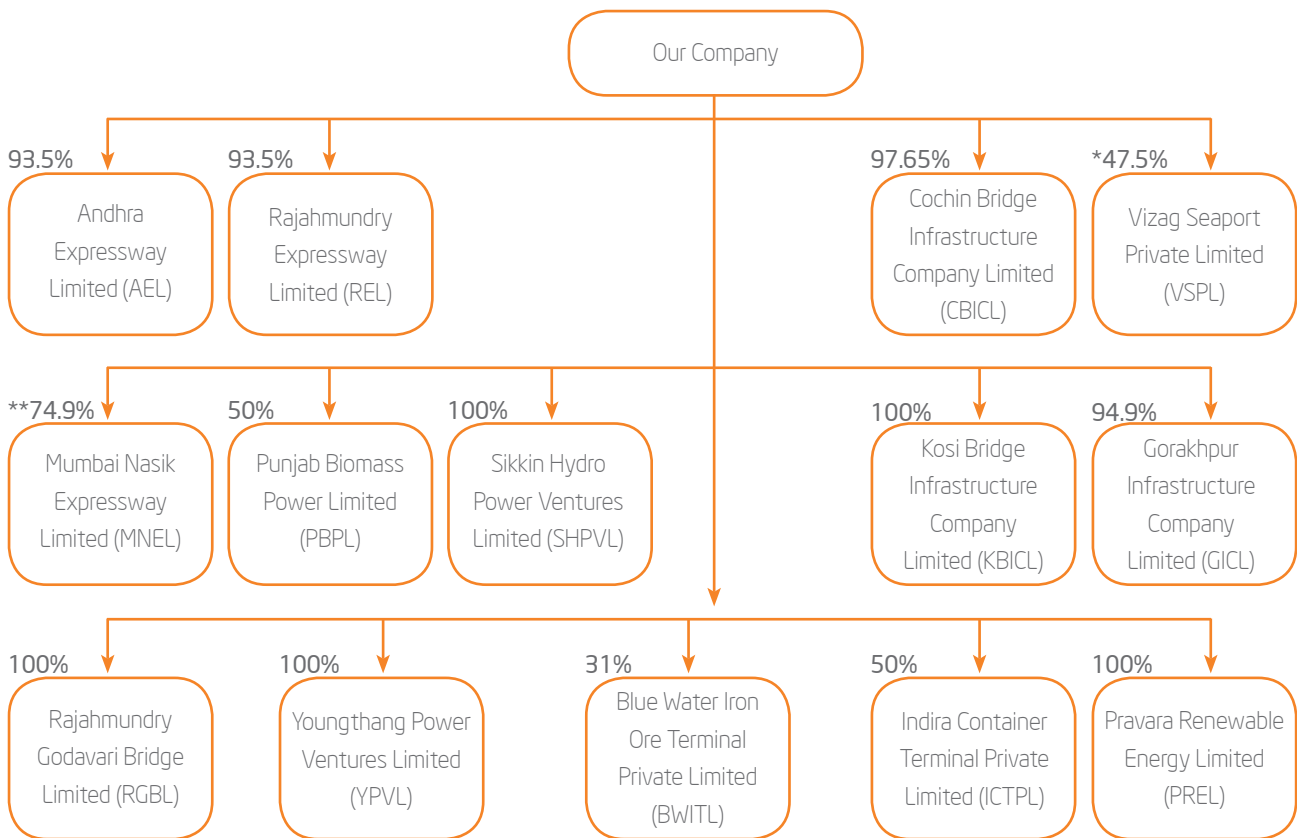 Our Company
93.5%
Andhra
Expressway
Limited (AEL)
93.5%
Rajahmundry
Expressway
Limited (REL)
97.65%
Cochin Bridge
Infrastructure
Company Limited
(CBICL)
*47.5%
Vizag Seaport
Private Limited
(VSPL)
**74.9%
Mumbai Nasik
Expressway
Limited (MNEL)
50%
Punjab Biomass
Power Limited
(PBPL)
100%
Sikkin Hydro
Power Ventures
Limited (SHPVL)
100%
Kosi Bridge
Infrastructure
Company
Limited (KBICL)
94.9%
Gorakhpur
Infrastructure
Company
Limited (GICL)
100%
Rajahmundry
Godavari Bridge
Limited (RGBL)
100%
Youngthang Power
Ventures Limited
(YPVL)
31%
Blue Water Iron
Ore Terminal
Private Limited
(BWITL)
50%
Indira Container
Terminal Private
Limited (ICTPL)
100%
Pravara Renewable
Energy Limited
(PREL)